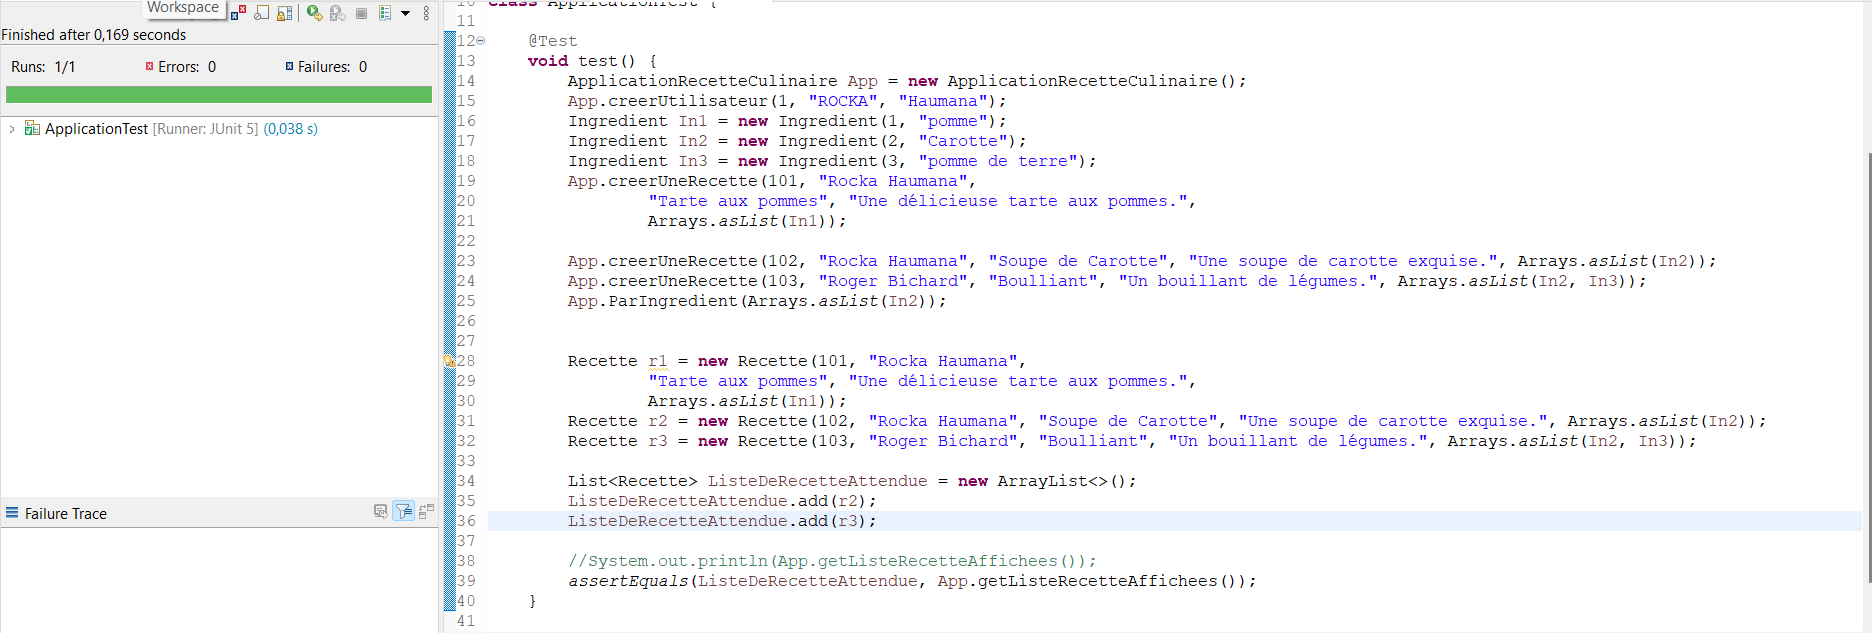 Workspace
Finished after 0,169 seconds
Runs: 1/1 Errors: 0 Failures: 0
ApplicationTest [Runner: JUnit 5] (0,038 s)
Failure Trace
10 class ApplicationTest {
11
12 @Test
13 void test() {
14 ApplicationRecetteCulinaire App = new ApplicationRecetteCulinaire();
15 App.creerUtilisateur(1, "ROCKA", "Haumana");
16 Ingredient In1 = new Ingredient(1, "pomme");
17 Ingredient In2 = new Ingredient(2, "Carotte");
18 Ingredient In3 = new Ingredient(3, "pomme de terre");
19 App.creerUneRecette(101, "Rocka Haumana",
20 "Tarte aux pommes", "Une délicieuse tarte aux pommes.",
21 Arrays.asList(In1));
22
23 App.creerUneRecette(102, "Rocka Haumana", "Soupe de Carotte", "Une soupe de carotte exquise.", Arrays.asList(In2));
24 App.creerUneRecette(103, "Roger Bichard", "Boulliant", "Un bouillant de légumes.", Arrays.asList(In2, In3));
25 App.ParIngredient(Arrays.asList(In2));
26
27
28 Recette r1 = new Recette(101, "Rocka Haumana",
29 "Tarte aux pommes", "Une délicieuse tarte aux pommes.",
30 Arrays.asList(In1));
31 Recette r2 = new Recette(102, "Rocka Haumana", "Soupe de Carotte", "Une soupe de carotte exquise.", Arrays.asList(In2));
32 Recette r3 = new Recette(103, "Roger Bichard", "Boulliant", "Un bouillant de légumes.", Arrays.asList(In2, In3));
33
34 List<Recette> ListeDeRecetteAttendue = new ArrayList<>();
35 ListeDeRecetteAttendue.add(r2);
36 ListeDeRecetteAttendue.add(r3);
37
38 //System.out.println(App.getListeRecetteAffichees());
39 assertEquals(ListeDeRecetteAttendue, App.getListeRecetteAffichees());
40 }
41